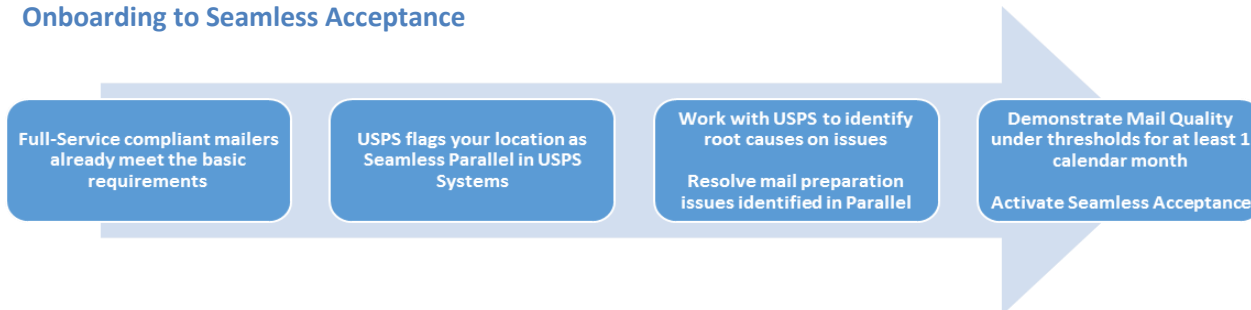 Onboarding to Seamless Acceptance
Full-Service compliant mailers
already meet the basic
requirements
USPS flags your location as
Seamless Parallel in USPS
Systems
Work with USPS to identify
root causes on issues
Resolve mail preparation
issues identified in Parallel
Demonstrate Mail Quality
under thresholds for at least 1
calendar month
Activate Seamless Acceptance